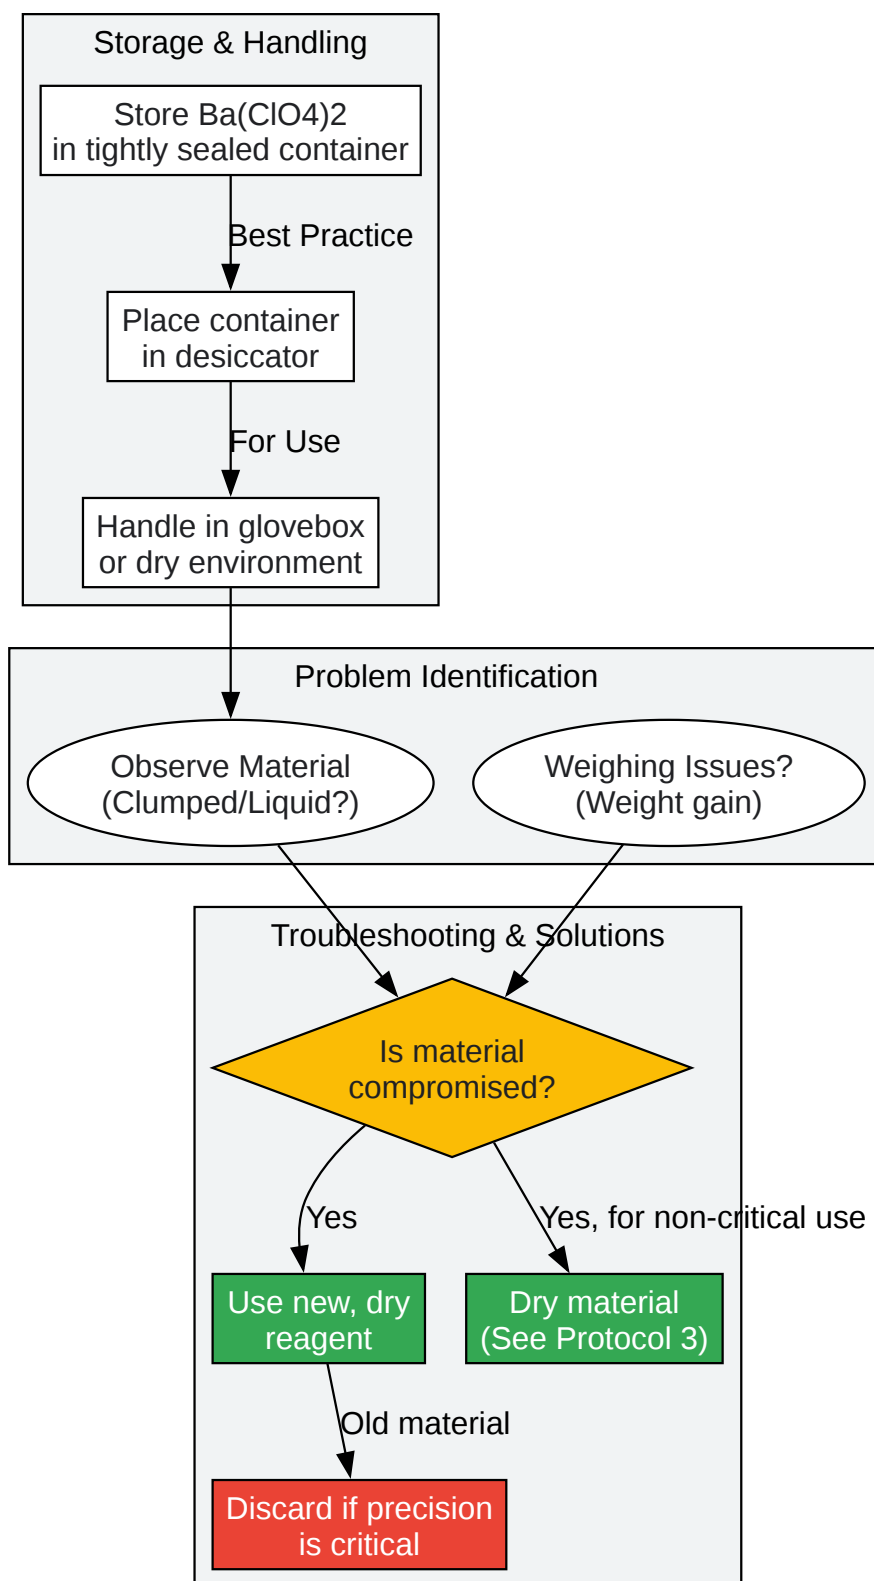 Storage & Handling
Store Ba(ClO4)2
in tightly sealed container
Best Practice
Place container
in desiccator
For Use
Handle in glovebox
or dry environment
Problem Identification
Observe Material
(Clumped/Liquid?)
Weighing Issues?
(Weight gain)
Troubleshooting & Solutions
Is material
compromised?
Yes
Yes, for non-critical use
Use new, dry
reagent
Dry material
(See Protocol 3)
Old material
Discard if precision
is critical